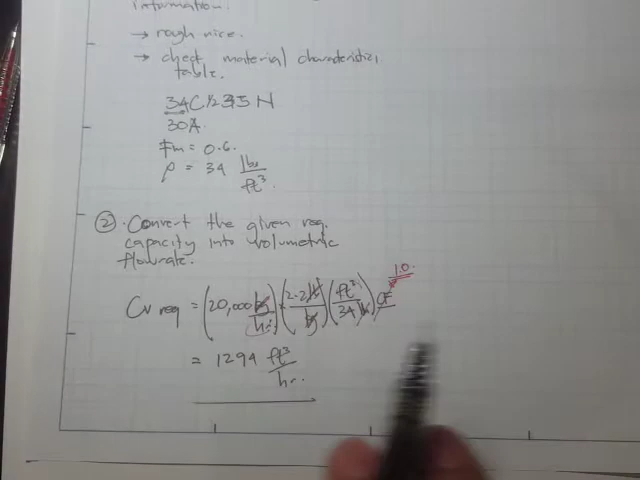 information.
→ rough rice.
→ check material characteristics
table.
34C½35N
30A
Fm = 0.6
ρ = 34 lbs/ft³
② Convert the given req.
capacity into volumetric
flowrate.
1.0
Cv req = (20,000 kg/hr)(2.2 lb/kg)(ft³/34 lb) CF
= 1294 ft³/hr.